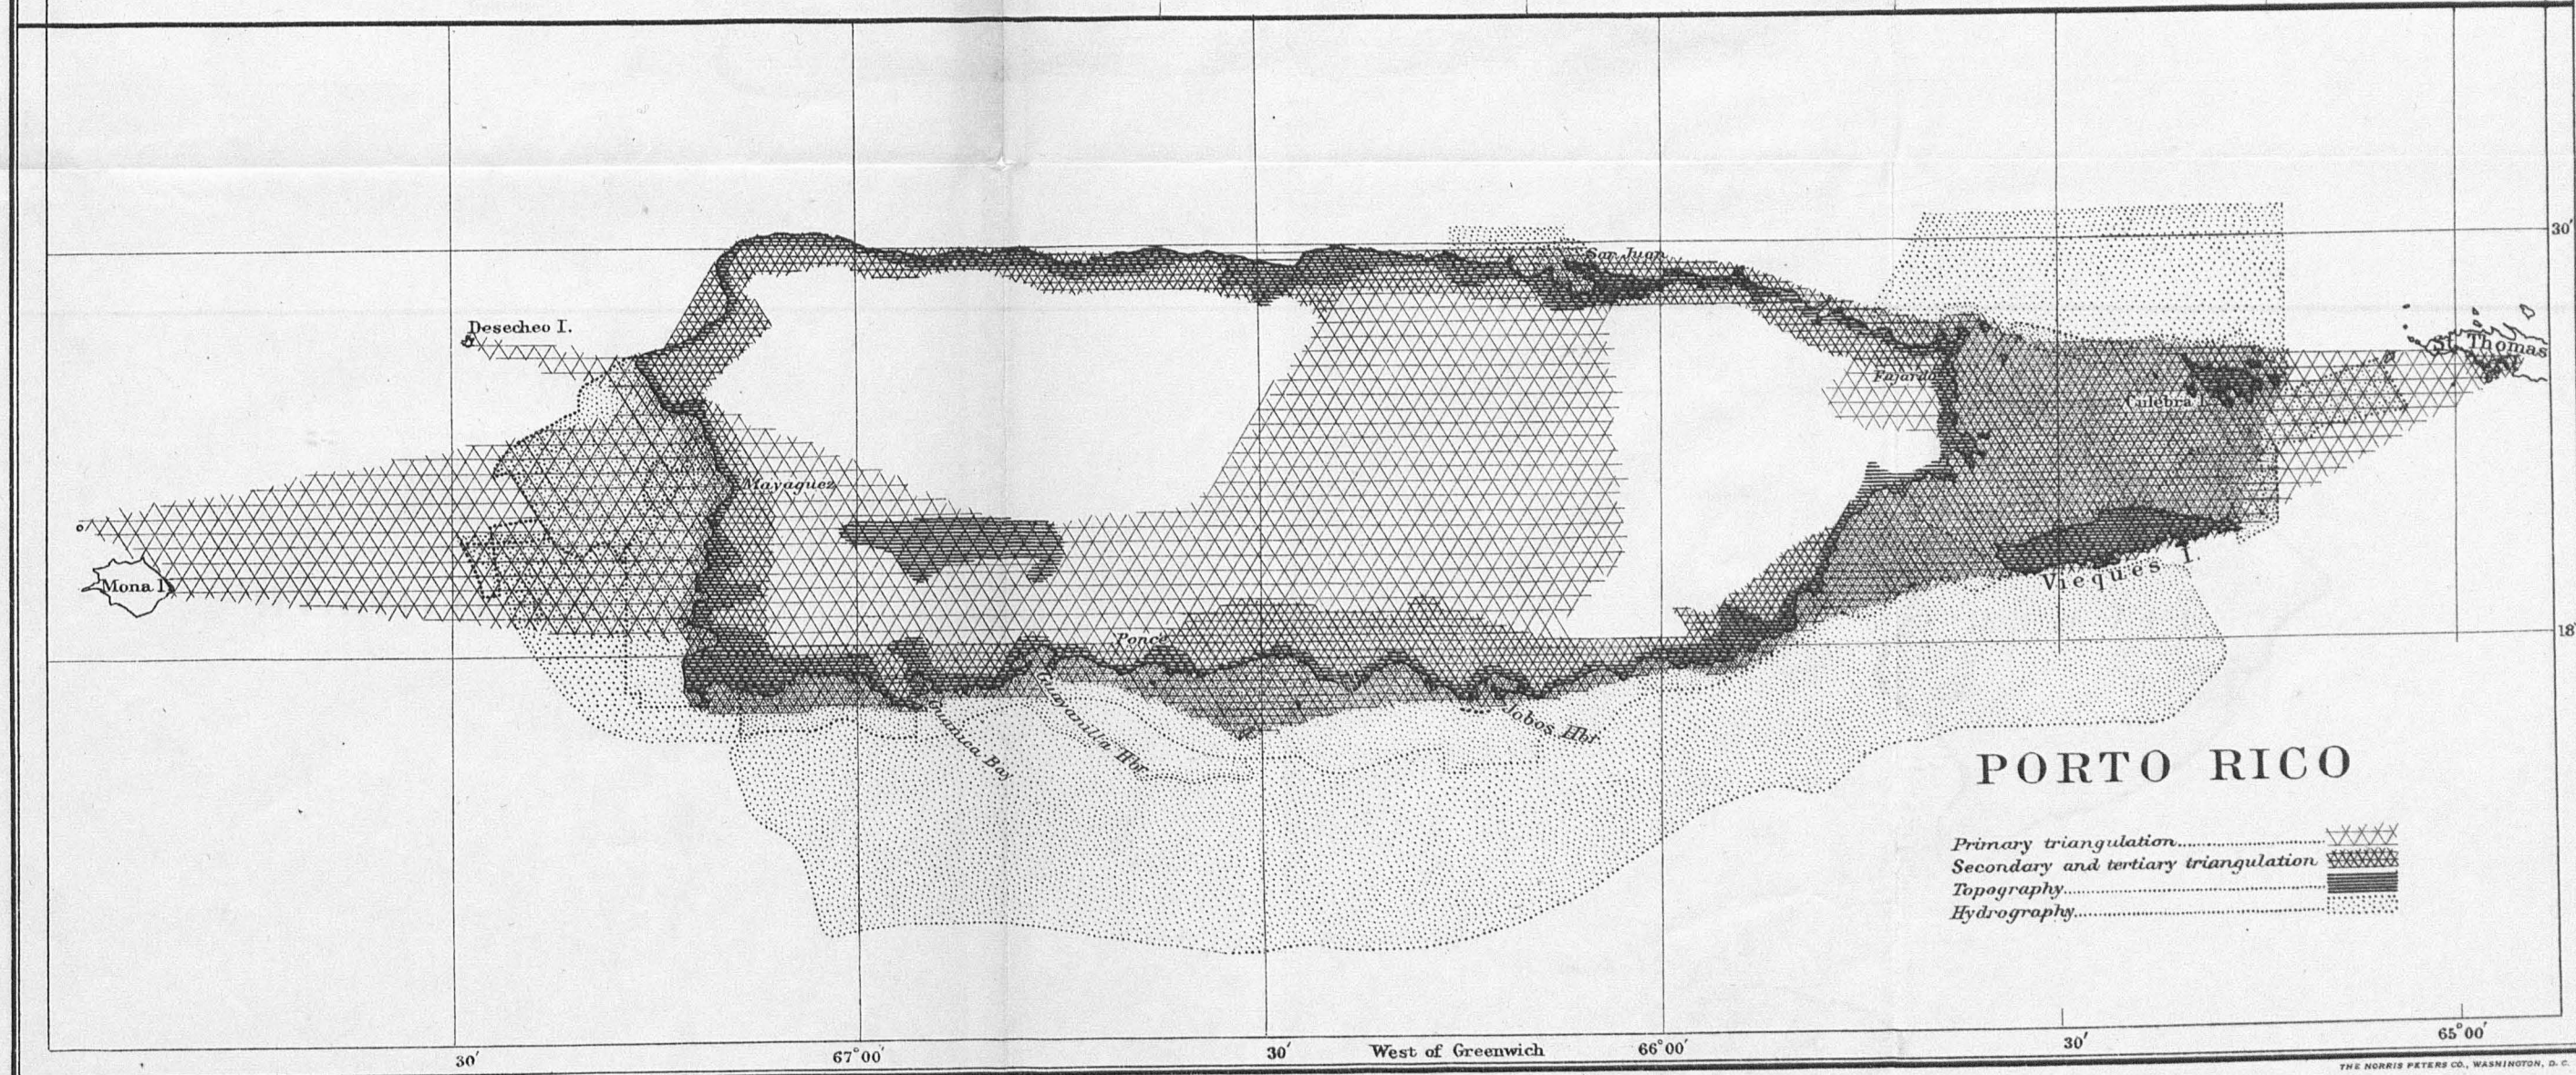 30'
San Juan
Desecheo I.
St. Thomas
Fajardo
Culebra I.
Mayaguez
Mona I.
Vieques I.
18°
Ponce
Guanica Bay
Guayanilla Hbr
Jobos Hbr
PORTO RICO
Primary triangulation
Secondary and tertiary triangulation
Topography
Hydrography
30' 67°00' 30' West of Greenwich 66°00' 30' 65°00'
THE NORRIS PETERS CO., WASHINGTON, D. C.